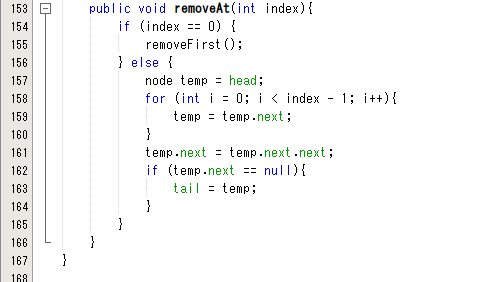 153 public void removeAt(int index){
154 if (index == 0) {
155 removeFirst();
156 } else {
157 node temp = head;
158 for (int i = 0; i < index - 1; i++){
159 temp = temp.next;
160 }
161 temp.next = temp.next.next;
162 if (temp.next == null){
163 tail = temp;
164 }
165 }
166 }
167 }
168